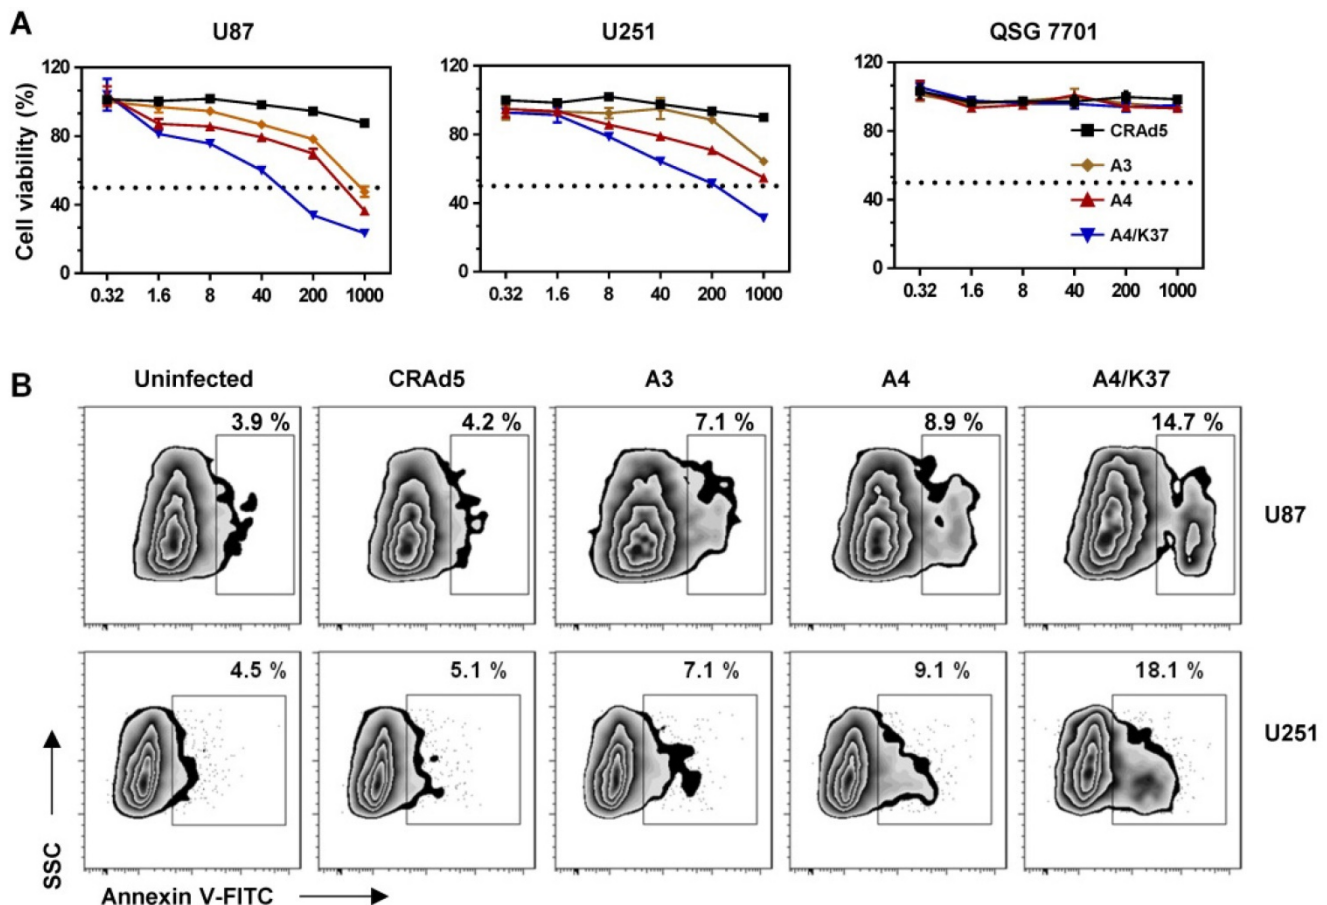 A
U87
U251
QSG 7701
Cell viability (%)
120
80
40
0
0.32 1.6 8 40 200 1000
120
80
40
0
0.32 1.6 8 40 200 1000
120
80
40
0
0.32 1.6 8 40 200 1000
CRAd5
A3
A4
A4/K37
B
Uninfected CRAd5 A3 A4 A4/K37
3.9 % 4.2 % 7.1 % 8.9 % 14.7 %
U87
4.5 % 5.1 % 7.1 % 9.1 % 18.1 %
U251
SSC
Annexin V-FITC